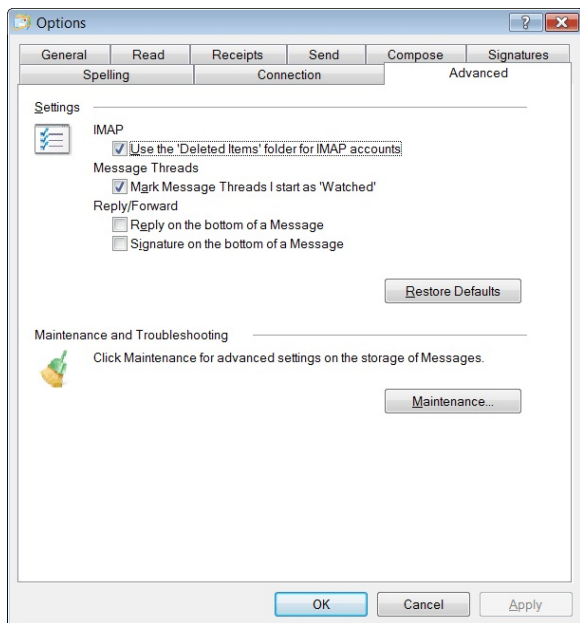 Options
General Read Receipts Send Compose Signatures
Spelling Connection Advanced
Settings
IMAP
Use the 'Deleted Items' folder for IMAP accounts
Message Threads
Mark Message Threads I start as 'Watched'
Reply/Forward
Reply on the bottom of a Message
Signature on the bottom of a Message
Restore Defaults
Maintenance and Troubleshooting
Click Maintenance for advanced settings on the storage of Messages.
Maintenance...
OK Cancel Apply